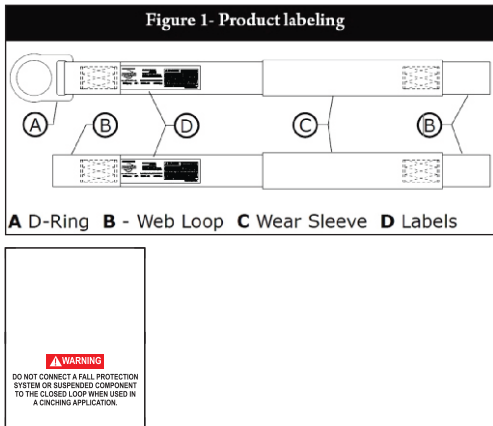 Figure 1- Product labeling
A B D C B
A D-Ring B - Web Loop C Wear Sleeve D Labels
WARNING
DO NOT CONNECT A FALL PROTECTION
SYSTEM OR SUSPENDED COMPONENT
TO THE CLOSED LOOP WHEN USED IN
A CINCHING APPLICATION.